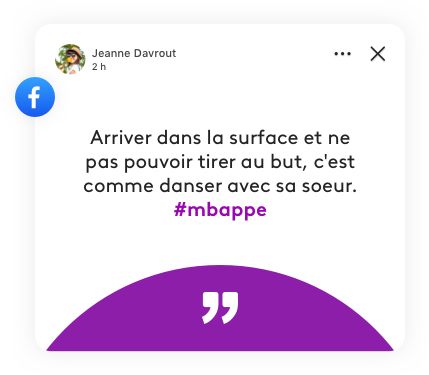 Jeanne Davrout
2 h
Arriver dans la surface et ne
pas pouvoir tirer au but, c'est
comme danser avec sa soeur.
#mbappe